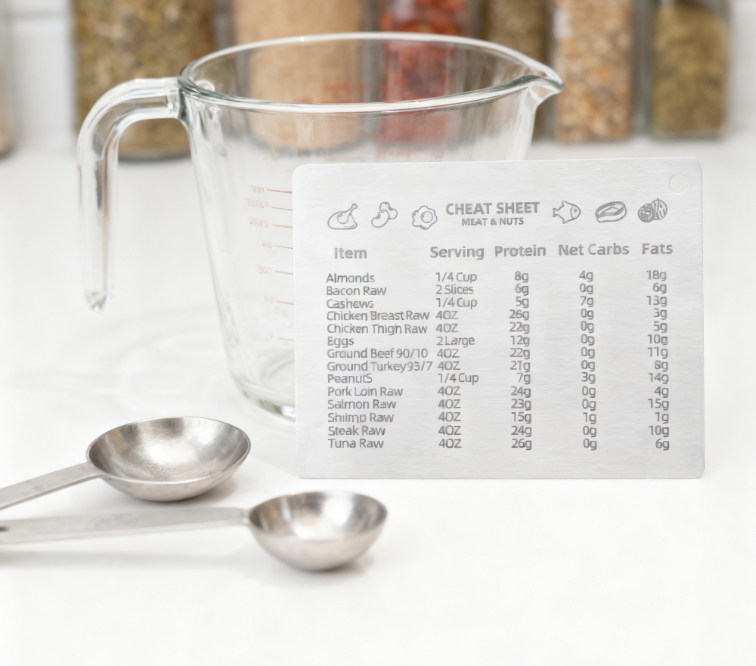 CHEAT SHEET
MEAT & NUTS
Item Serving Protein Net Carbs Fats
Almonds 1/4 Cup 8g 4g 18g
Bacon Raw 2 Slices 6g 0g 6g
Cashews 1/4 Cup 5g 7g 13g
Chicken Breast Raw 4OZ 26g 0g 3g
Chicken Thigh Raw 4OZ 22g 0g 5g
Eggs 2 Large 12g 0g 10g
Ground Beef 90/10 4OZ 22g 0g 11g
Ground Turkey 93/7 4OZ 21g 0g 8g
Peanuts 1/4 Cup 7g 3g 14g
Pork Loin Raw 4OZ 24g 0g 4g
Salmon Raw 4OZ 23g 0g 15g
Shrimp Raw 4OZ 15g 1g 1g
Steak Raw 4OZ 24g 0g 10g
Tuna Raw 4OZ 26g 0g 6g